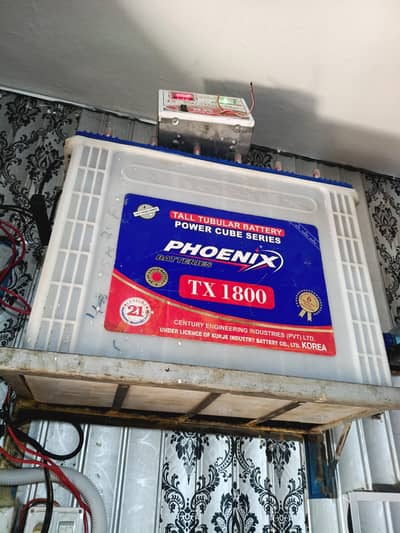 TALL TUBULAR BATTERY
POWER CUBE SERIES
PHOENIX
BATTERIES
TX 1800
21
CENTURY ENGINEERING INDUSTRIES (PVT) LTD.
UNDER LICENCE OF KUKJE INDUSTRY BATTERY CO., LTD. KOREA